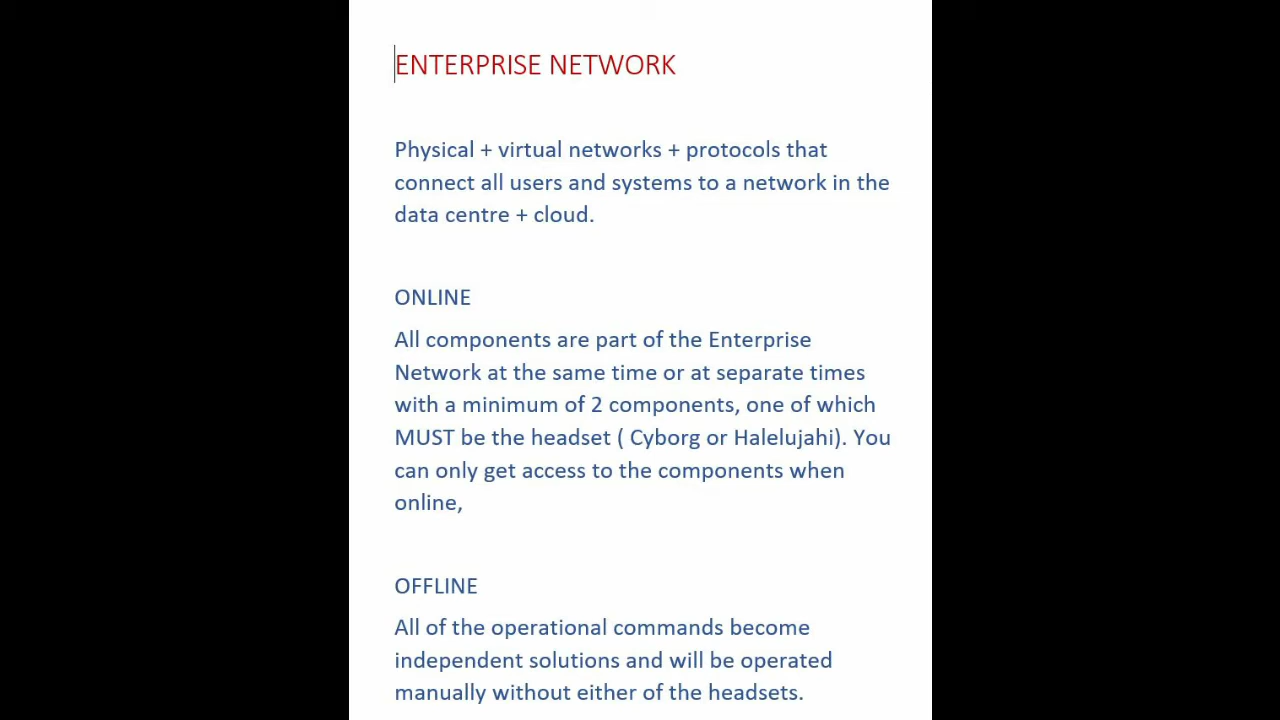 ENTERPRISE NETWORK
Physical + virtual networks + protocols that
connect all users and systems to a network in the
data centre + cloud.
ONLINE
All components are part of the Enterprise
Network at the same time or at separate times
with a minimum of 2 components, one of which
MUST be the headset ( Cyborg or Halelujahi). You
can only get access to the components when
online,
OFFLINE
All of the operational commands become
independent solutions and will be operated
manually without either of the headsets.